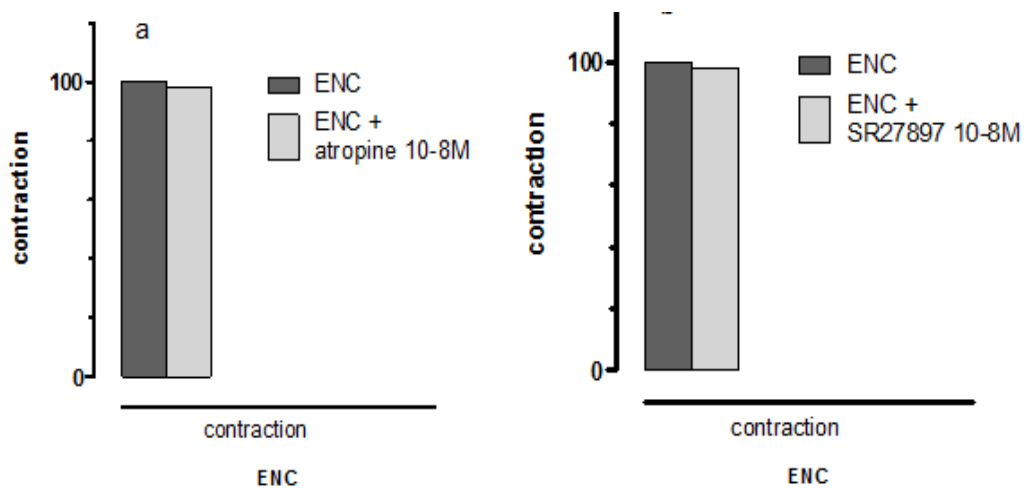 a
ENC
ENC +
atropine 10-8M
100
0
contraction
contraction
ENC
ENC
ENC +
SR27897 10-8M
100
0
contraction
contraction
ENC